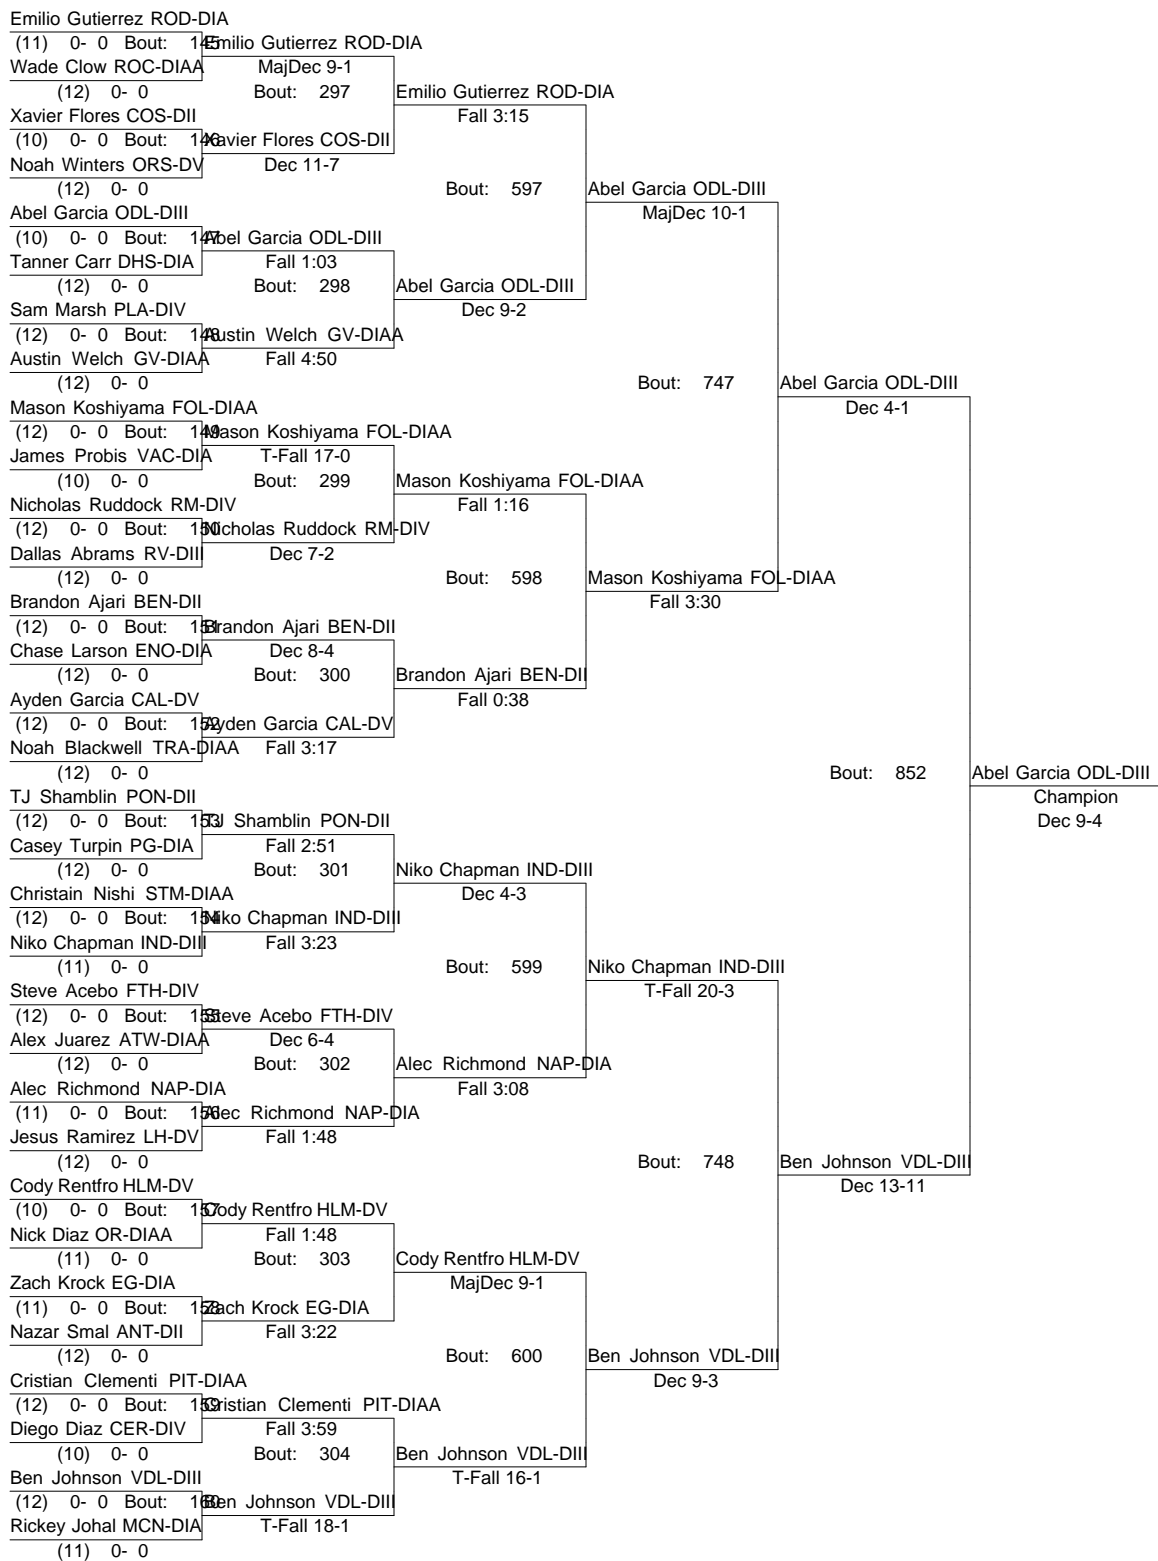 Emilio Gutierrez ROD-DIA
(11) 0- 0 Bout: 145 Emilio Gutierrez ROD-DIA
Wade Clow ROC-DIAA MajDec 9-1
(12) 0- 0 Bout: 297 Emilio Gutierrez ROD-DIA
Xavier Flores COS-DII Fall 3:15
(10) 0- 0 Bout: 146 Xavier Flores COS-DII
Noah Winters ORS-DV Dec 11-7
(12) 0- 0 Bout: 597 Abel Garcia ODL-DIII
Abel Garcia ODL-DIII MajDec 10-1
(10) 0- 0 Bout: 147 Abel Garcia ODL-DIII
Tanner Carr DHS-DIA Fall 1:03
(12) 0- 0 Bout: 298 Abel Garcia ODL-DIII
Sam Marsh PLA-DIV Dec 9-2
(12) 0- 0 Bout: 148 Austin Welch GV-DIAA
Austin Welch GV-DIAA Fall 4:50
(12) 0- 0 Bout: 747 Abel Garcia ODL-DIII
Mason Koshiyama FOL-DIAA Dec 4-1
(12) 0- 0 Bout: 149 Mason Koshiyama FOL-DIAA
James Probis VAC-DIA T-Fall 17-0
(10) 0- 0 Bout: 299 Mason Koshiyama FOL-DIAA
Nicholas Ruddock RM-DIV Fall 1:16
(12) 0- 0 Bout: 150 Nicholas Ruddock RM-DIV
Dallas Abrams RV-DIII Dec 7-2
(12) 0- 0 Bout: 598 Mason Koshiyama FOL-DIAA
Brandon Ajari BEN-DII Fall 3:30
(12) 0- 0 Bout: 151 Brandon Ajari BEN-DII
Chase Larson ENO-DIA Dec 8-4
(12) 0- 0 Bout: 300 Brandon Ajari BEN-DII
Ayden Garcia CAL-DV Fall 0:38
(12) 0- 0 Bout: 152 Ayden Garcia CAL-DV
Noah Blackwell TRA-DIAA Fall 3:17
(12) 0- 0 Bout: 852 Abel Garcia ODL-DIII
TJ Shamblin PON-DII Champion
(12) 0- 0 Bout: 153 TJ Shamblin PON-DII Dec 9-4
Casey Turpin PG-DIA Fall 2:51
(12) 0- 0 Bout: 301 Niko Chapman IND-DIII
Christain Nishi STM-DIAA Dec 4-3
(12) 0- 0 Bout: 154 Niko Chapman IND-DIII
Niko Chapman IND-DIII Fall 3:23
(11) 0- 0 Bout: 599 Niko Chapman IND-DIII
Steve Acebo FTH-DIV T-Fall 20-3
(12) 0- 0 Bout: 155 Steve Acebo FTH-DIV
Alex Juarez ATW-DIAA Dec 6-4
(12) 0- 0 Bout: 302 Alec Richmond NAP-DIA
Alec Richmond NAP-DIA Fall 3:08
(11) 0- 0 Bout: 156 Alec Richmond NAP-DIA
Jesus Ramirez LH-DV Fall 1:48
(12) 0- 0 Bout: 748 Ben Johnson VDL-DIII
Cody Rentfro HLM-DV Dec 13-11
(10) 0- 0 Bout: 157 Cody Rentfro HLM-DV
Nick Diaz OR-DIAA Fall 1:48
(11) 0- 0 Bout: 303 Cody Rentfro HLM-DV
Zach Krock EG-DIA MajDec 9-1
(11) 0- 0 Bout: 158 Zach Krock EG-DIA
Nazar Smal ANT-DII Fall 3:22
(12) 0- 0 Bout: 600 Ben Johnson VDL-DIII
Cristian Clementi PIT-DIAA Dec 9-3
(12) 0- 0 Bout: 159 Cristian Clementi PIT-DIAA
Diego Diaz CER-DIV Fall 3:59
(10) 0- 0 Bout: 304 Ben Johnson VDL-DIII
Ben Johnson VDL-DIII T-Fall 16-1
(12) 0- 0 Bout: 160 Ben Johnson VDL-DIII
Rickey Johal MCN-DIA T-Fall 18-1
(11) 0- 0